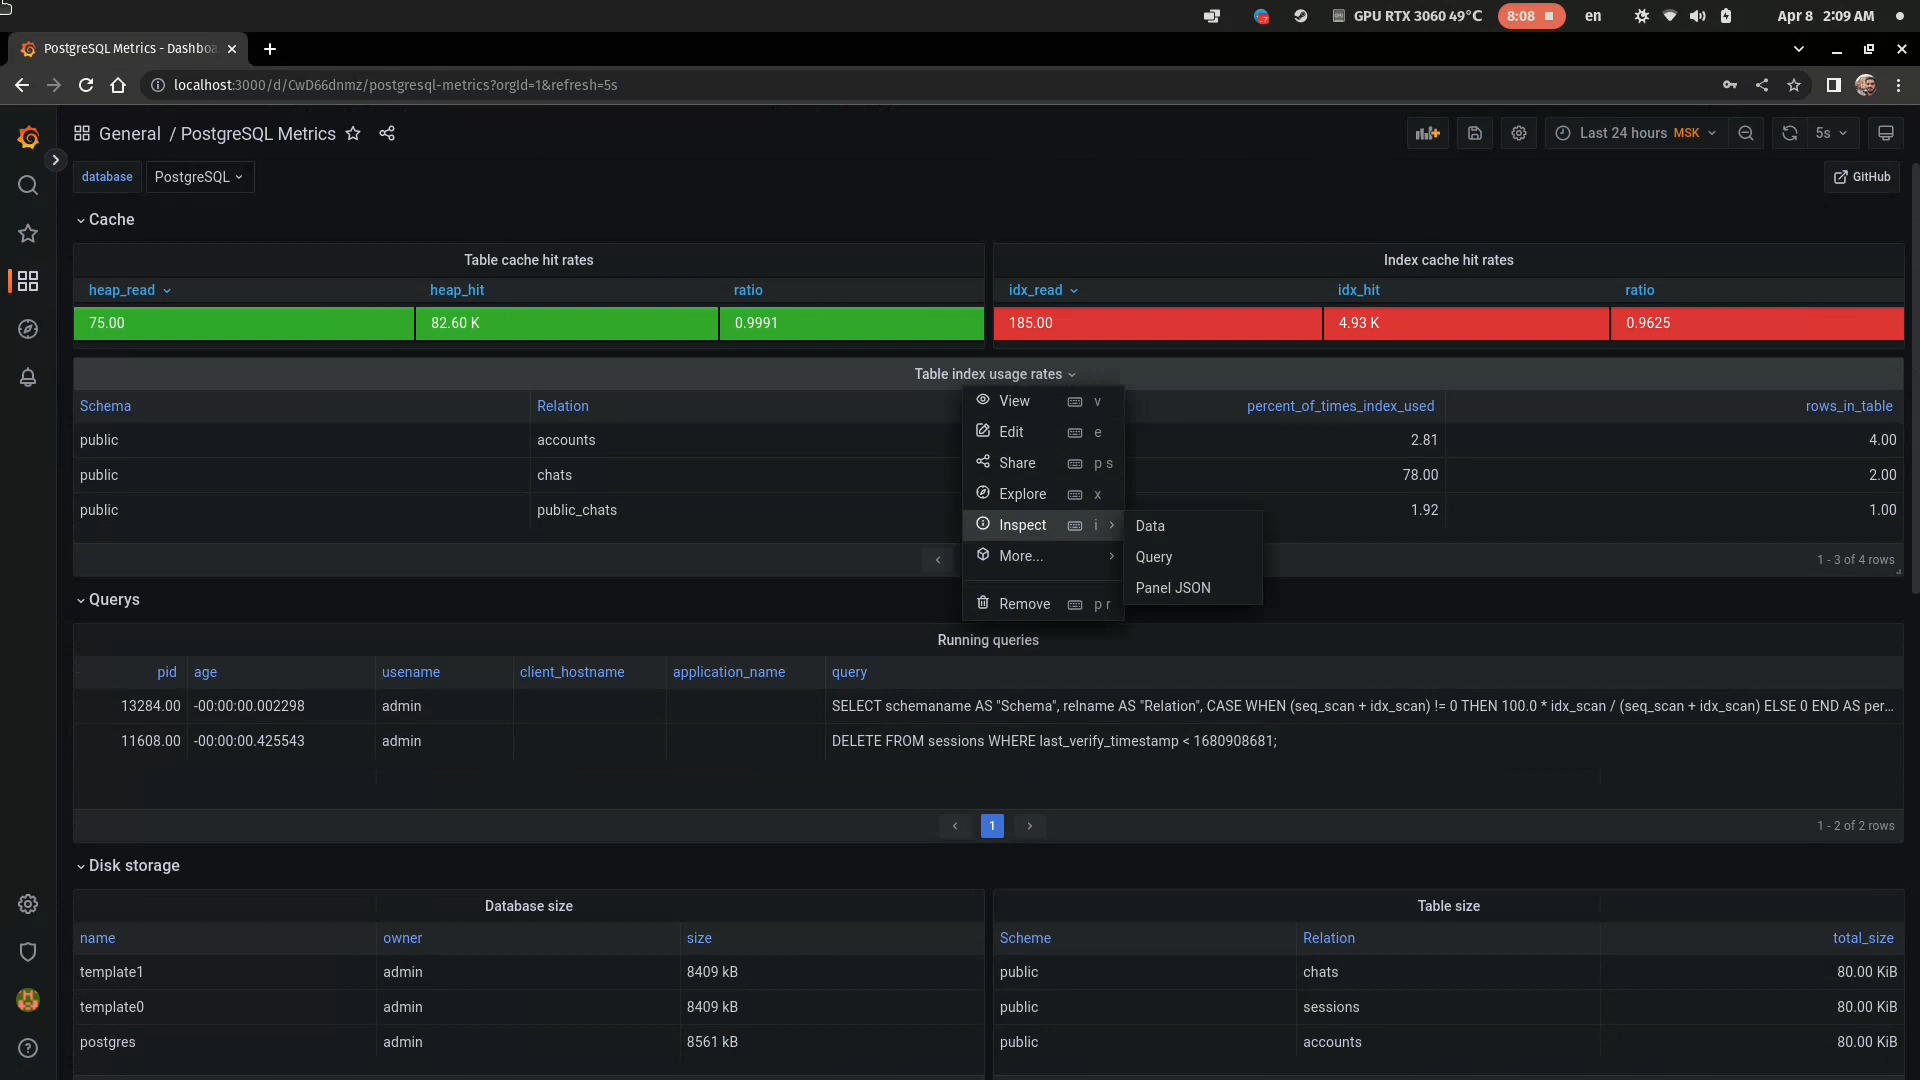 GPU RTX 3060 49°C 8:08 en Apr 8 2:09 AM
PostgreSQL Metrics - Dashboa
localhost:3000/d/CwD66dnmz/postgresql-metrics?orgId=1&refresh=5s
General / PostgreSQL Metrics Last 24 hours MSK 5s
database PostgreSQL GitHub
Cache
Table cache hit rates
heap_read heap_hit ratio
75.00 82.60 K 0.9991
Index cache hit rates
idx_read idx_hit ratio
185.00 4.93 K 0.9625
Table index usage rates
Schema Relation percent_of_times_index_used rows_in_table
public accounts 2.81 4.00
public chats 78.00 2.00
public public_chats 1.92 1.00
1 - 3 of 4 rows
View v
Edit e
Share p s
Explore x
Inspect i
More...
Remove p r
Data
Query
Panel JSON
Querys
Running queries
pid age usename client_hostname application_name query
13284.00 -00:00:00.002298 admin SELECT schemaname AS "Schema", relname AS "Relation", CASE WHEN (seq_scan + idx_scan) != 0 THEN 100.0 * idx_scan / (seq_scan + idx_scan) ELSE 0 END AS per...
11608.00 -00:00:00.425543 admin DELETE FROM sessions WHERE last_verify_timestamp < 1680908681;
1
1 - 2 of 2 rows
Disk storage
Database size
name owner size
template1 admin 8409 kB
template0 admin 8409 kB
postgres admin 8561 kB
Table size
Scheme Relation total_size
public chats 80.00 KiB
public sessions 80.00 KiB
public accounts 80.00 KiB